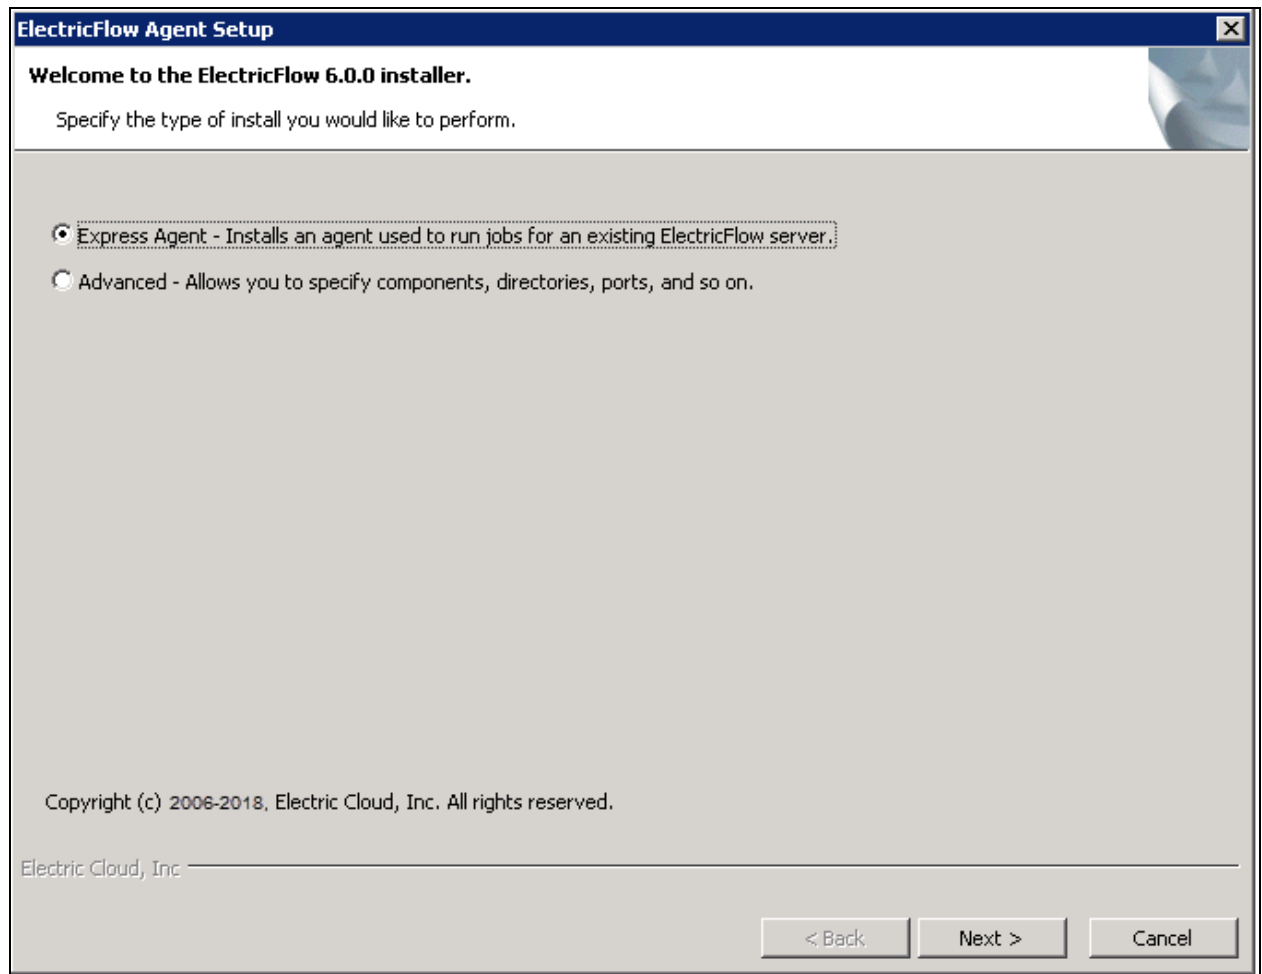 ElectricFlow Agent Setup
Welcome to the ElectricFlow 6.0.0 installer.
Specify the type of install you would like to perform.
Express Agent - Installs an agent used to run jobs for an existing ElectricFlow server.
Advanced - Allows you to specify components, directories, ports, and so on.
Copyright (c) 2006-2018, Electric Cloud, Inc. All rights reserved.
Electric Cloud, Inc
< Back Next > Cancel